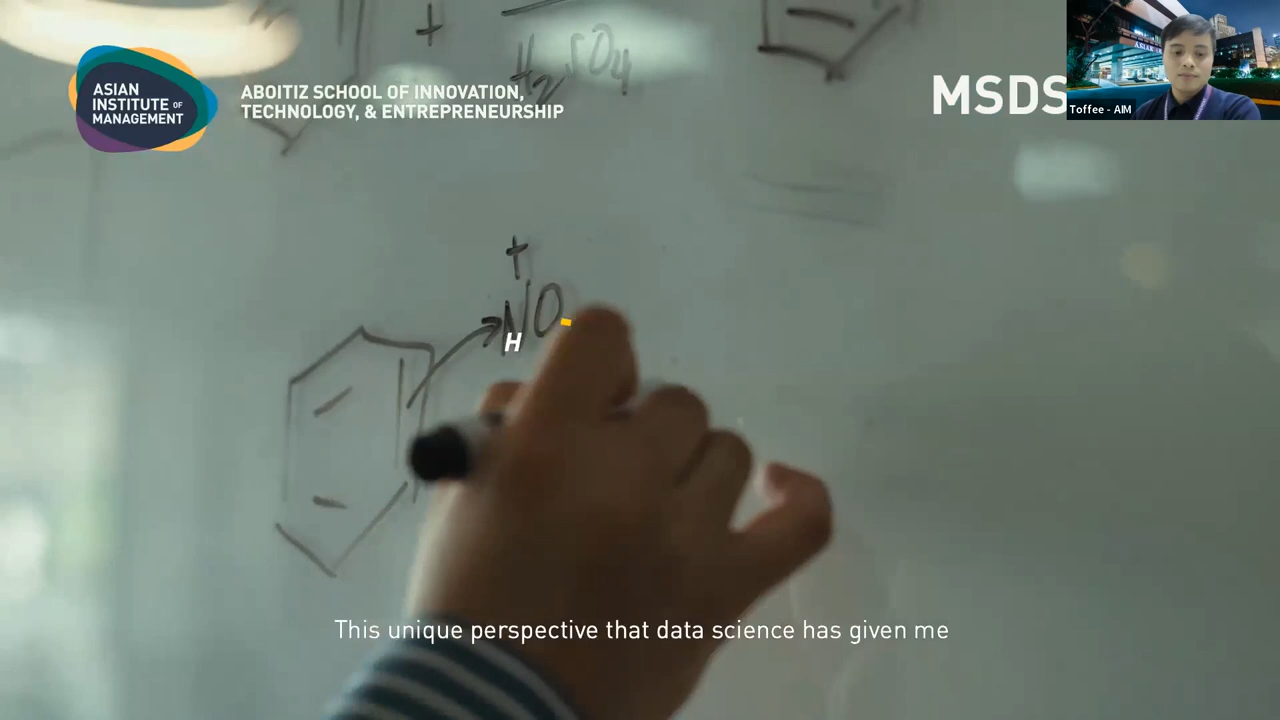 +
H₂SO₄
ASIAN
INSTITUTE OF
MANAGEMENT
ABOITIZ SCHOOL OF INNOVATION,
TECHNOLOGY, & ENTREPRENEURSHIP
MSDS
Toffee - AIM
+
NO
H
This unique perspective that data science has given me